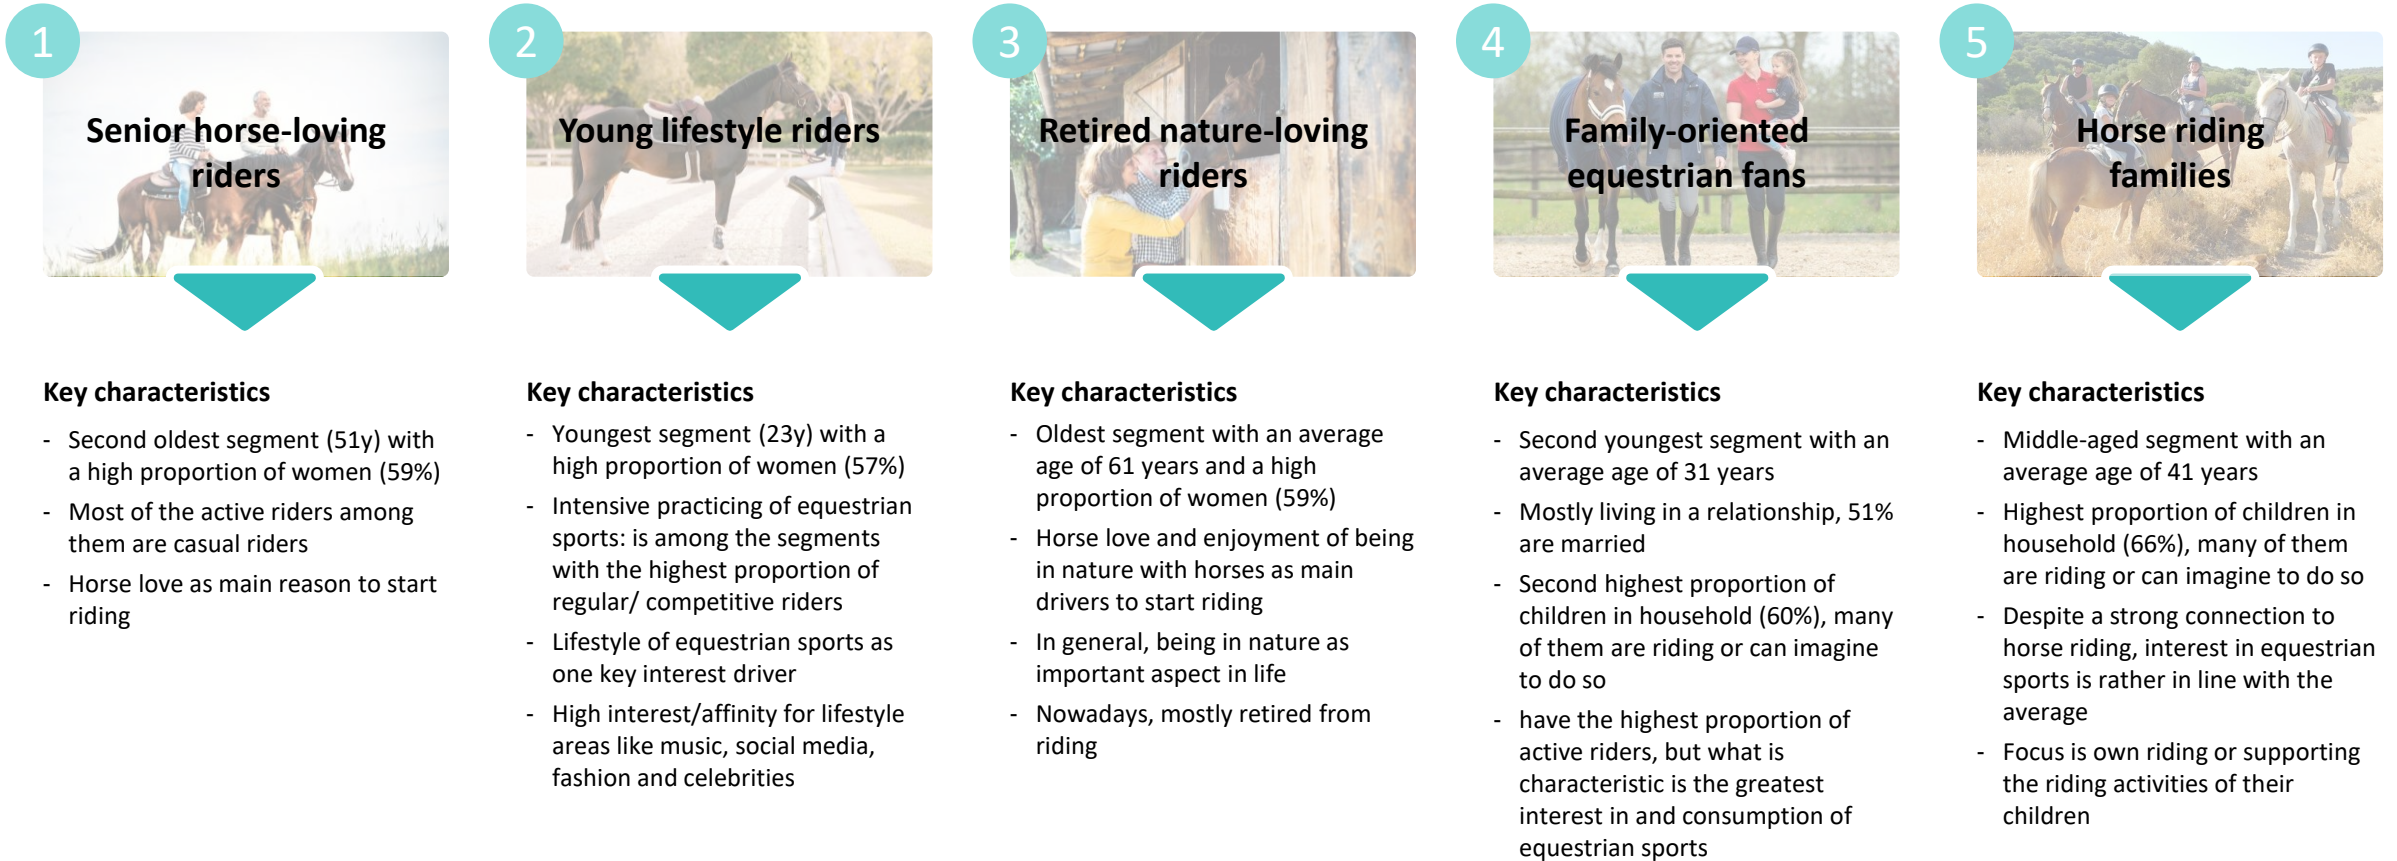 1
Senior horse-loving
riders
Key characteristics
- Second oldest segment (51y) with
a high proportion of women (59%)
- Most of the active riders among
them are casual riders
- Horse love as main reason to start
riding
2
Young lifestyle riders
Key characteristics
- Youngest segment (23y) with a
high proportion of women (57%)
- Intensive practicing of equestrian
sports: is among the segments
with the highest proportion of
regular/ competitive riders
- Lifestyle of equestrian sports as
one key interest driver
- High interest/affinity for lifestyle
areas like music, social media,
fashion and celebrities
3
Retired nature-loving
riders
Key characteristics
- Oldest segment with an average
age of 61 years and a high
proportion of women (59%)
- Horse love and enjoyment of being
in nature with horses as main
drivers to start riding
- In general, being in nature as
important aspect in life
- Nowadays, mostly retired from
riding
4
Family-oriented
equestrian fans
Key characteristics
- Second youngest segment with an
average age of 31 years
- Mostly living in a relationship, 51%
are married
- Second highest proportion of
children in household (60%), many
of them are riding or can imagine
to do so
- have the highest proportion of
active riders, but what is
characteristic is the greatest
interest in and consumption of
equestrian sports
5
Horse riding
families
Key characteristics
- Middle-aged segment with an
average age of 41 years
- Highest proportion of children in
household (66%), many of them
are riding or can imagine to do so
- Despite a strong connection to
horse riding, interest in equestrian
sports is rather in line with the
average
- Focus is own riding or supporting
the riding activities of their
children